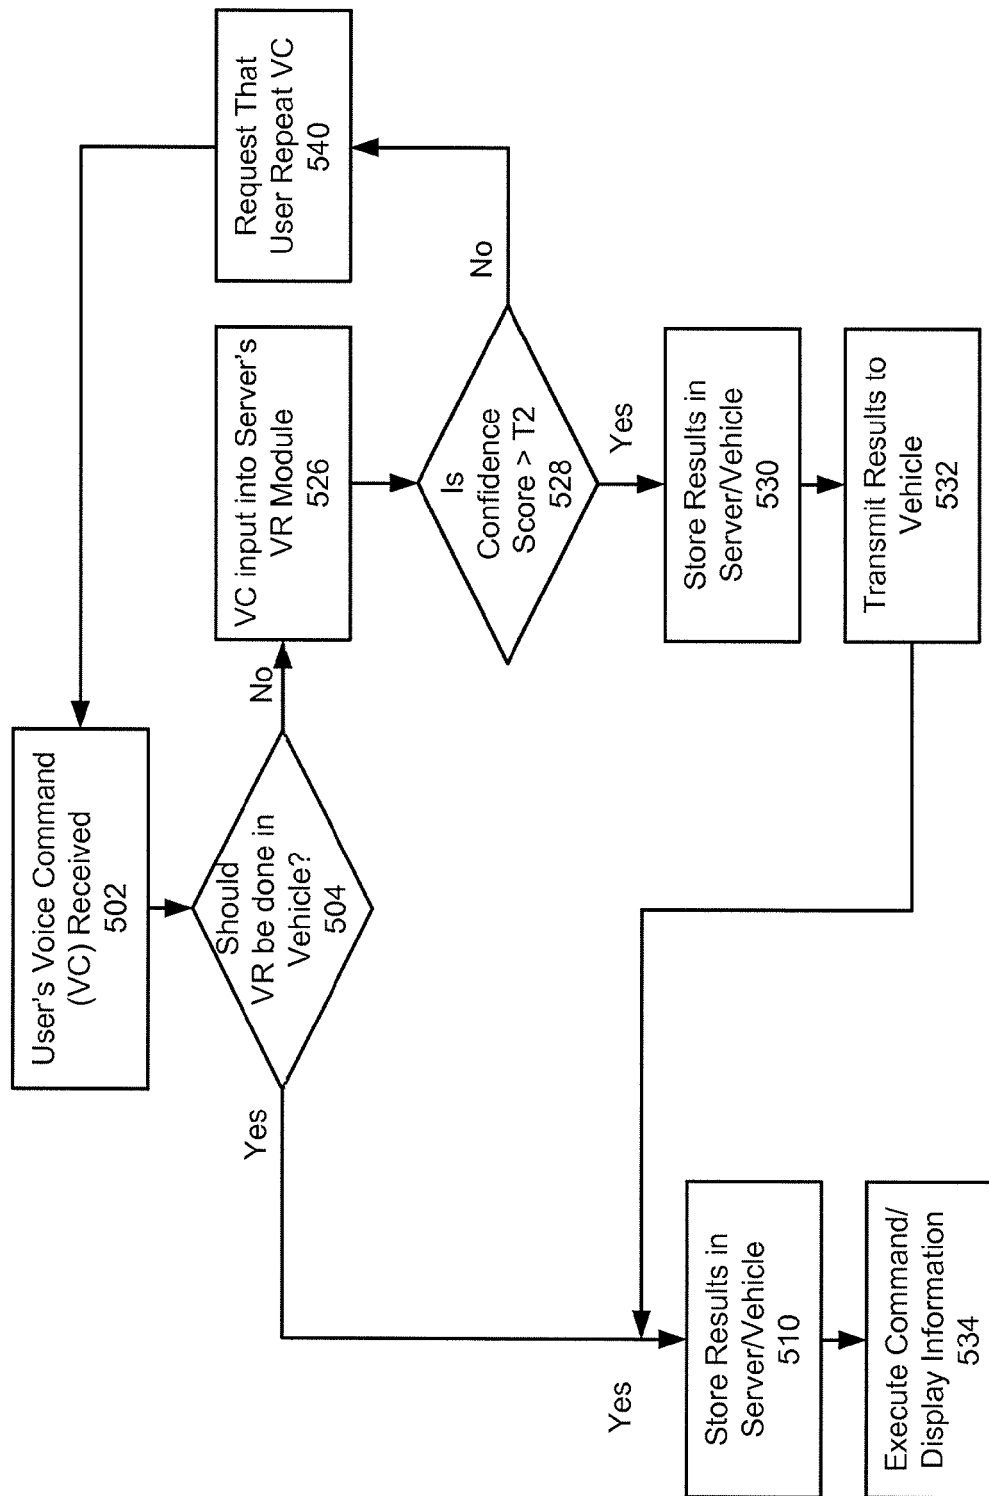 User's Voice Command
(VC) Received
502
Should
VR be done in
Vehicle?
504
Yes
No
VC input into Server's
VR Module
526
Is
Confidence
Score > T2
528
No
Request That
User Repeat VC
540
Yes
Store Results in
Server/Vehicle
530
Transmit Results to
Vehicle
532
Yes
Store Results in
Server/Vehicle
510
Execute Command/
Display Information
534